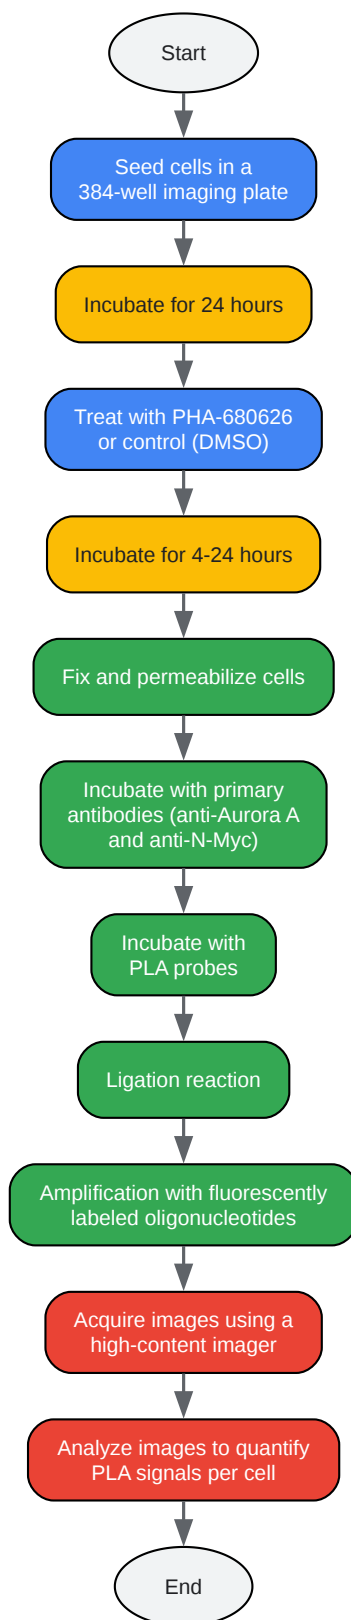 Start
Seed cells in a
384-well imaging plate
Incubate for 24 hours
Treat with PHA-680626
or control (DMSO)
Incubate for 4-24 hours
Fix and permeabilize cells
Incubate with primary
antibodies (anti-Aurora A
and anti-N-Myc)
Incubate with
PLA probes
Ligation reaction
Amplification with fluorescently
labeled oligonucleotides
Acquire images using a
high-content imager
Analyze images to quantify
PLA signals per cell
End